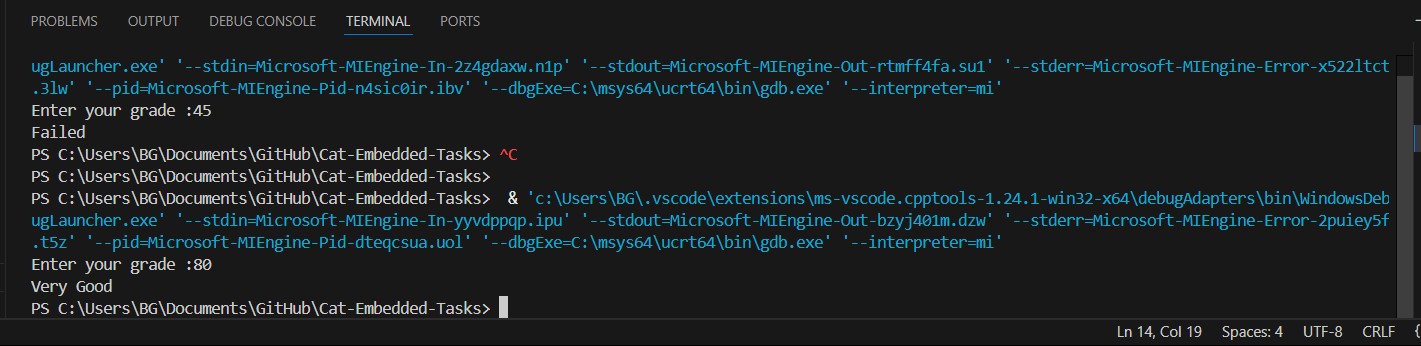 PROBLEMS OUTPUT DEBUG CONSOLE TERMINAL PORTS
ugLauncher.exe' '--stdin=Microsoft-MIEngine-In-2z4gdaxw.n1p' '--stdout=Microsoft-MIEngine-Out-rtmff4fa.su1' '--stderr=Microsoft-MIEngine-Error-x522ltct
.3lw' '--pid=Microsoft-MIEngine-Pid-n4sic0ir.ibv' '--dbgExe=C:\msys64\ucrt64\bin\gdb.exe' '--interpreter=mi'
Enter your grade :45
Failed
PS C:\Users\BG\Documents\GitHub\Cat-Embedded-Tasks> ^C
PS C:\Users\BG\Documents\GitHub\Cat-Embedded-Tasks>
PS C:\Users\BG\Documents\GitHub\Cat-Embedded-Tasks>  & 'c:\Users\BG\.vscode\extensions\ms-vscode.cpptools-1.24.1-win32-x64\debugAdapters\bin\WindowsDeb
ugLauncher.exe' '--stdin=Microsoft-MIEngine-In-yyvdppqp.ipu' '--stdout=Microsoft-MIEngine-Out-bzyj401m.dzw' '--stderr=Microsoft-MIEngine-Error-2puiey5f
.t5z' '--pid=Microsoft-MIEngine-Pid-dteqcsua.uol' '--dbgExe=C:\msys64\ucrt64\bin\gdb.exe' '--interpreter=mi'
Enter your grade :80
Very Good
PS C:\Users\BG\Documents\GitHub\Cat-Embedded-Tasks>
Ln 14, Col 19 Spaces: 4 UTF-8 CRLF {